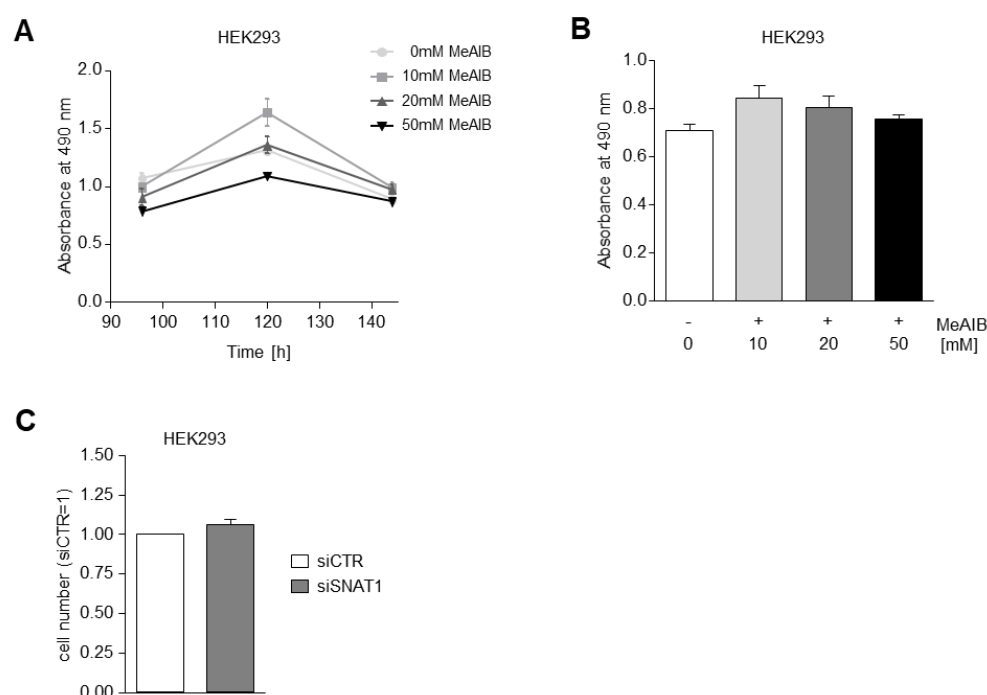 A
HEK293
0mM MeAIB
10mM MeAIB
20mM MeAIB
50mM MeAIB
Absorbance at 490 nm
2.0
1.5
1.0
0.5
0.0
90 100 110 120 130 140
Time [h]
B
HEK293
Absorbance at 490 nm
1.0
0.8
0.6
0.4
0.2
0.0
- + + + MeAIB
0 10 20 50 [mM]
C
HEK293
cell number (siCTR=1)
1.50
1.25
1.00
0.75
0.50
0.25
0.00
siCTR
siSNAT1